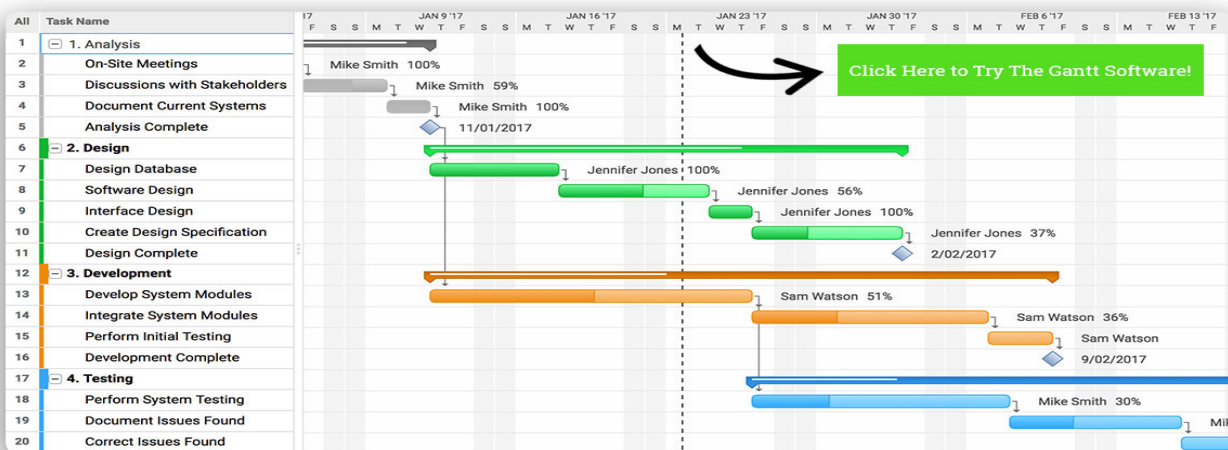 All Task Name 17 JAN 9 '17 JAN 16 '17 JAN 23 '17 JAN 30 '17 FEB 6 '17 FEB 13 '17
F S S M T W T F S S M T W T F S S M T W T F S S M T W T F S S M T W T F S S M T W
1 1. Analysis
Click Here to Try The Gantt Software!
2 On-Site Meetings Mike Smith 100%
3 Discussions with Stakeholders Mike Smith 59%
4 Document Current Systems Mike Smith 100%
5 Analysis Complete 11/01/2017
6 2. Design
7 Design Database Jennifer Jones 100%
8 Software Design Jennifer Jones 56%
9 Interface Design Jennifer Jones 100%
10 Create Design Specification Jennifer Jones 37%
11 Design Complete 2/02/2017
12 3. Development
13 Develop System Modules Sam Watson 51%
14 Integrate System Modules Sam Watson 36%
15 Perform Initial Testing Sam Watson
16 Development Complete 9/02/2017
17 4. Testing
18 Perform System Testing Mike Smith 30%
19 Document Issues Found
20 Correct Issues Found